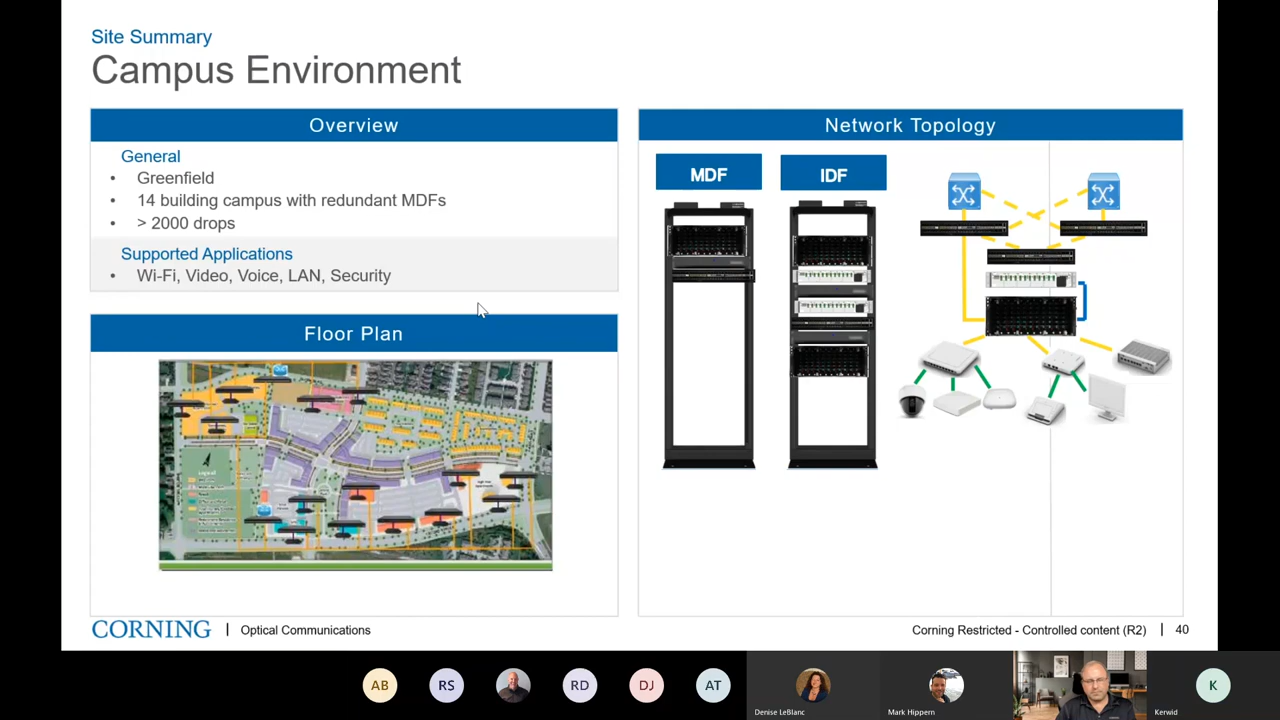 Site Summary
Campus Environment
Overview
General
• Greenfield
• 14 building campus with redundant MDFs
• > 2000 drops
Supported Applications
• Wi-Fi, Video, Voice, LAN, Security
Floor Plan
Legend
Network Topology
MDF
IDF
CORNING | Optical Communications
Corning Restricted - Controlled content (R2) | 40
AB
RS
RD
DJ
AT
Denise LeBlanc
Mark Hippern
K
Kerwid